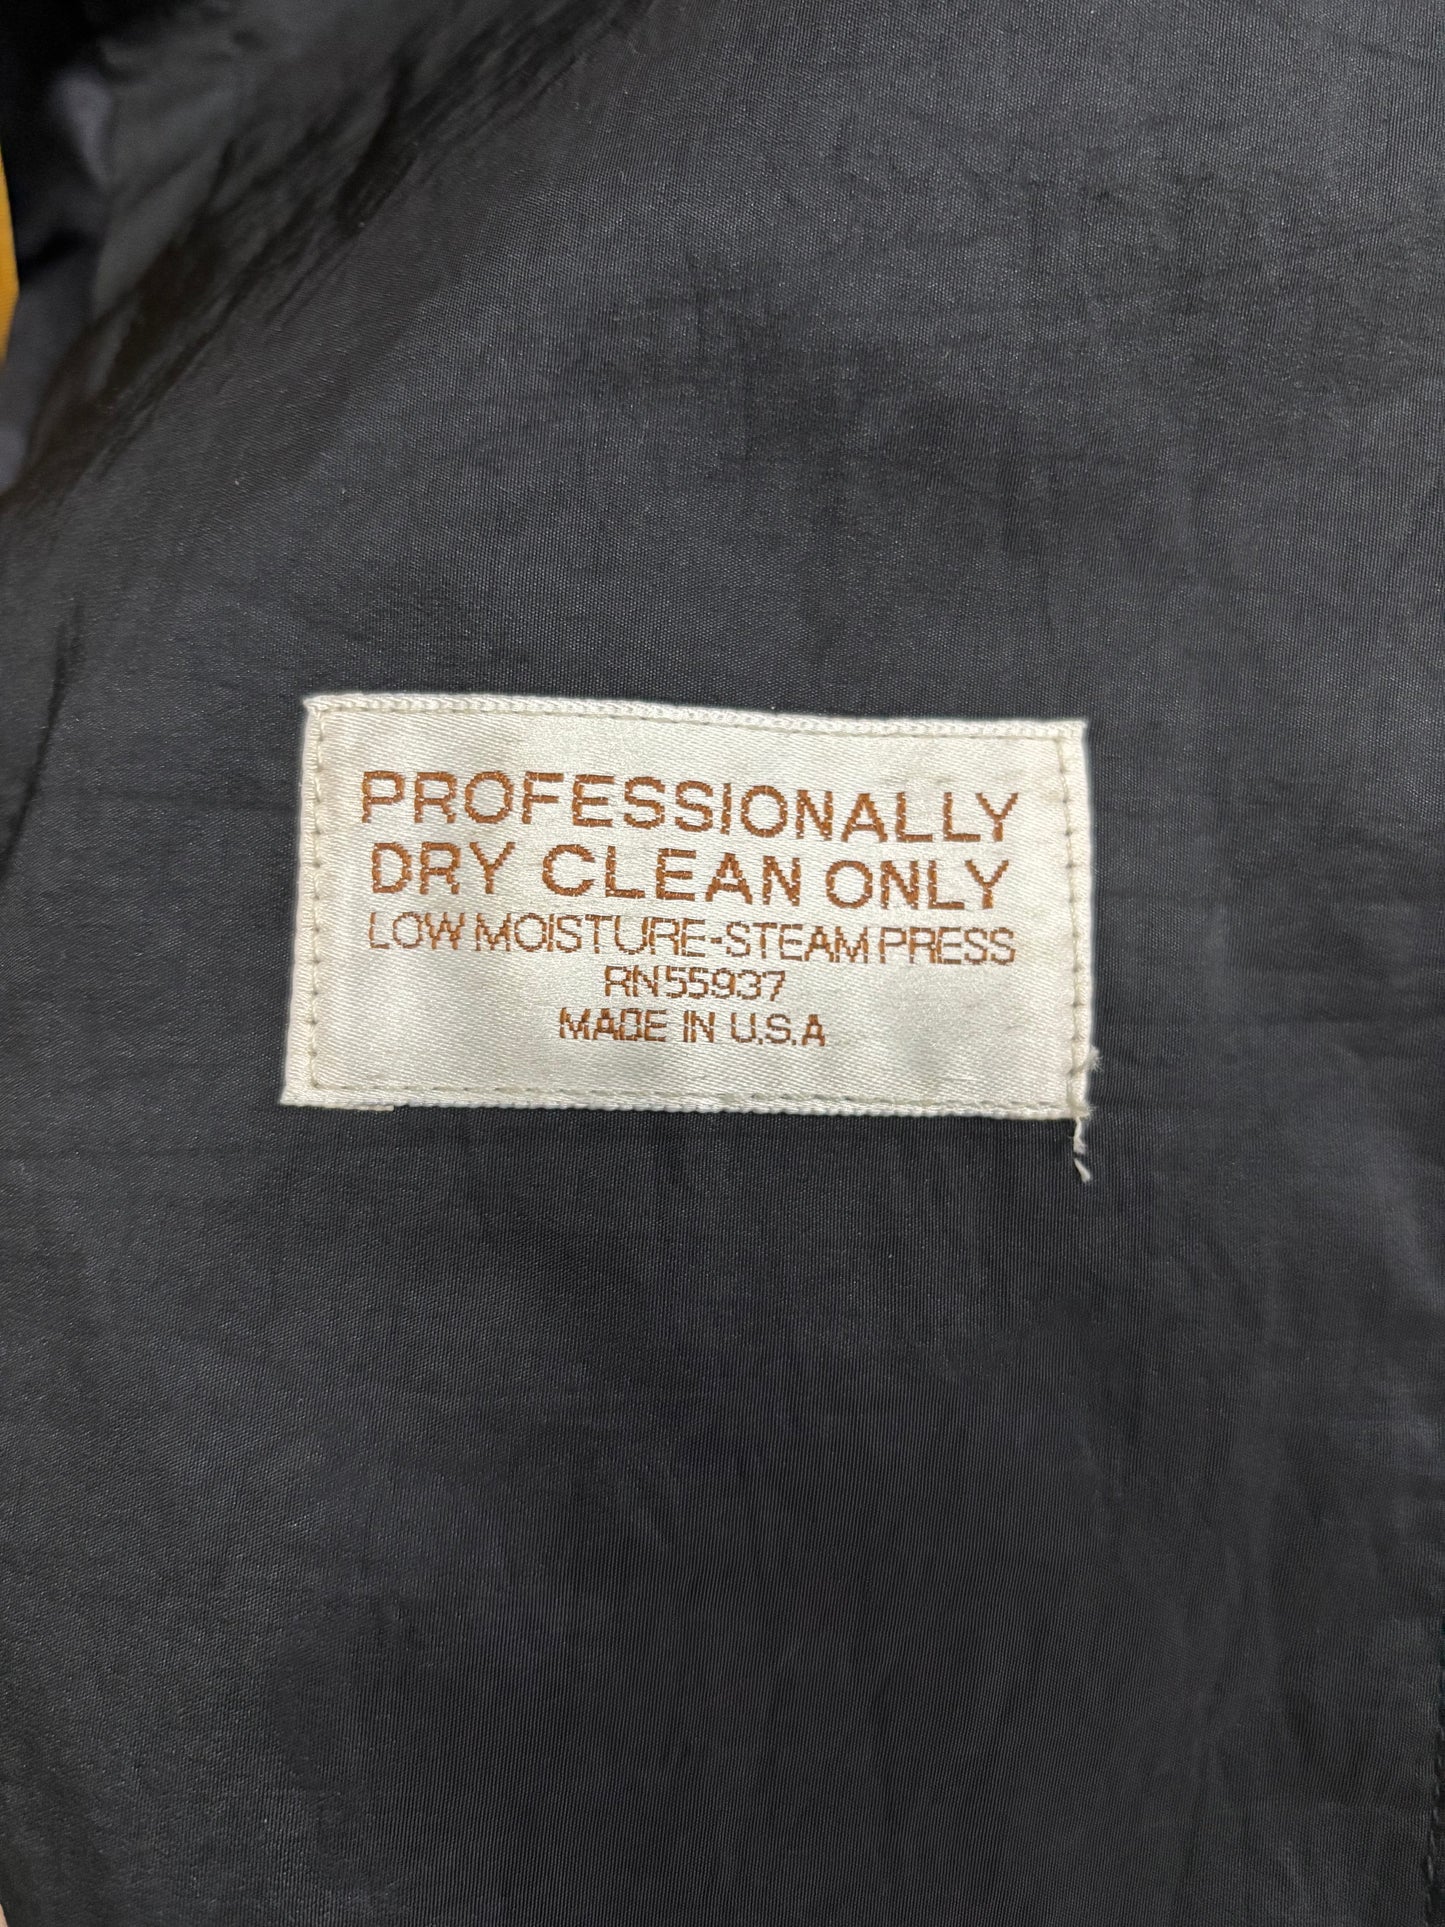 PROFESSIONALLY
DRY CLEAN ONLY
LOW MOISTURE-STEAM PRESS
RN55937
MADE IN U.S.A